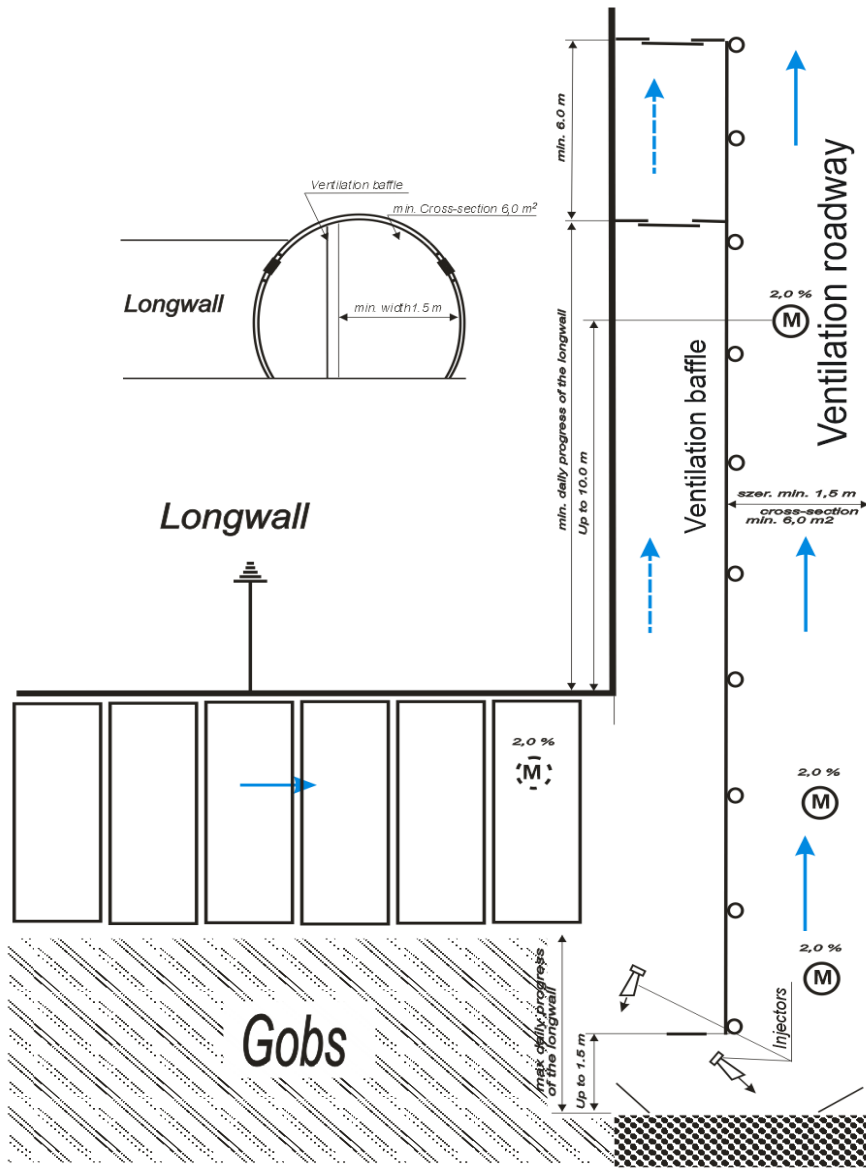 min. 6.0 m
Ventilation roadway
Ventilation baffle
min. Cross-section 6,0 m²
Longwall
min. width1.5 m
2,0 %
M
min. daily progress of the longwall
Up to 10.0 m
Ventilation baffle
szer. min. 1,5 m
cross-section
min. 6,0 m2
Longwall
2,0 %
M
2,0 %
M
2,0 %
M
max daily progress
of the longwall
Injectors
Gobs
Up to 1.5 m